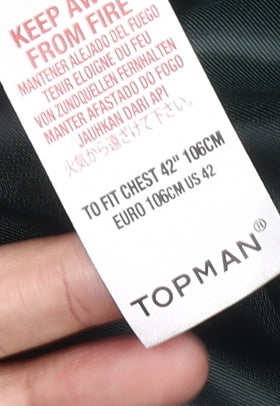 KEEP AWAY
FROM FIRE
MANTENER ALEJADO DEL FUEGO
TENIR ELOIGNE DU FEU
VON ZUNDQUELLEN FERNHALTEN
MANTER AFASTADO DO FOGO
JAUHKAN DARI API
火気から遠ざけて下さい
TO FIT CHEST 42" 106CM
EURO 106CM US 42
TOPMAN®